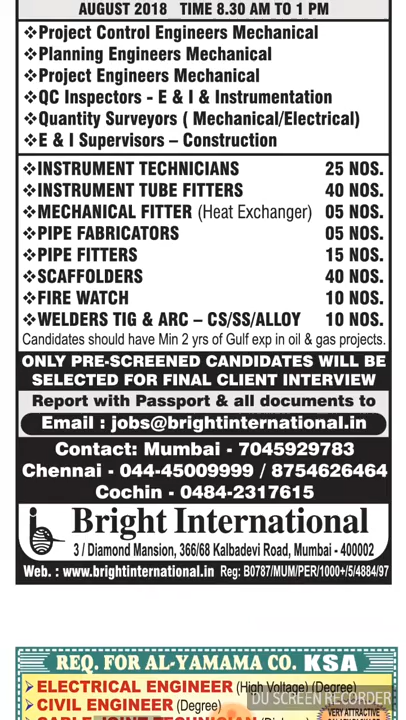 AUGUST 2018 TIME 8.30 AM TO 1 PM
❖Project Control Engineers Mechanical
❖Planning Engineers Mechanical
❖Project Engineers Mechanical
❖QC Inspectors - E & I & Instrumentation
❖Quantity Surveyors ( Mechanical/Electrical)
❖E & I Supervisors – Construction
❖INSTRUMENT TECHNICIANS 25 NOS.
❖INSTRUMENT TUBE FITTERS 40 NOS.
❖MECHANICAL FITTER (Heat Exchanger) 05 NOS.
❖PIPE FABRICATORS 05 NOS.
❖PIPE FITTERS 15 NOS.
❖SCAFFOLDERS 40 NOS.
❖FIRE WATCH 10 NOS.
❖WELDERS TIG & ARC – CS/SS/ALLOY 10 NOS.
Candidates should have Min 2 yrs of Gulf exp in oil & gas projects.
ONLY PRE-SCREENED CANDIDATES WILL BE
SELECTED FOR FINAL CLIENT INTERVIEW
Report with Passport & all documents to
Email : jobs@brightinternational.in
Contact: Mumbai - 7045929783
Chennai - 044-45009999 / 8754626464
Cochin - 0484-2317615
Bright International
3 / Diamond Mansion, 366/68 Kalbadevi Road, Mumbai - 400002
Web. : www.brightinternational.in Reg: B0787/MUM/PER/1000+/5/4884/97
REQ. FOR AL-YAMAMA CO. KSA
➢ELECTRICAL ENGINEER (High Voltage) (Degree)
➢CIVIL ENGINEER (Degree)
DU SCREEN RECORDER
VERY ATTRACTIVE